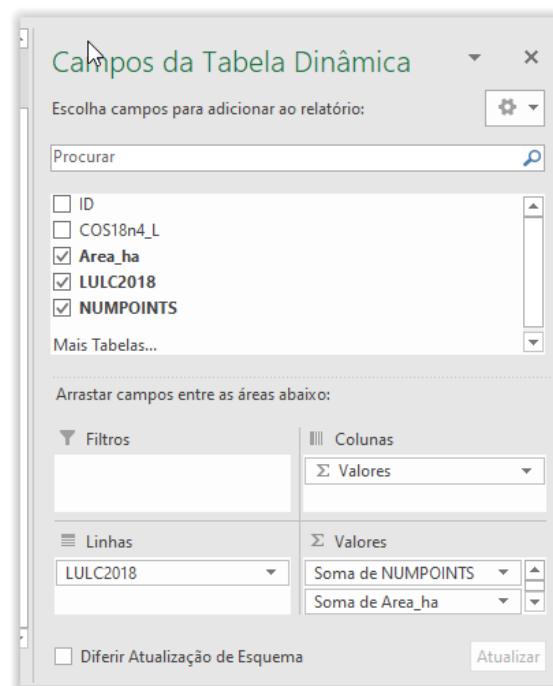 Campos da Tabela Dinâmica
Escolha campos para adicionar ao relatório:
Procurar
ID
COS18n4_L
Area_ha
LULC2018
NUMPOINTS
Mais Tabelas...
Arrastar campos entre as áreas abaixo:
Filtros
Colunas
Σ Valores
Linhas
Σ Valores
LULC2018
Soma de NUMPOINTS
Soma de Area_ha
Diferir Atualização de Esquema
Atualizar